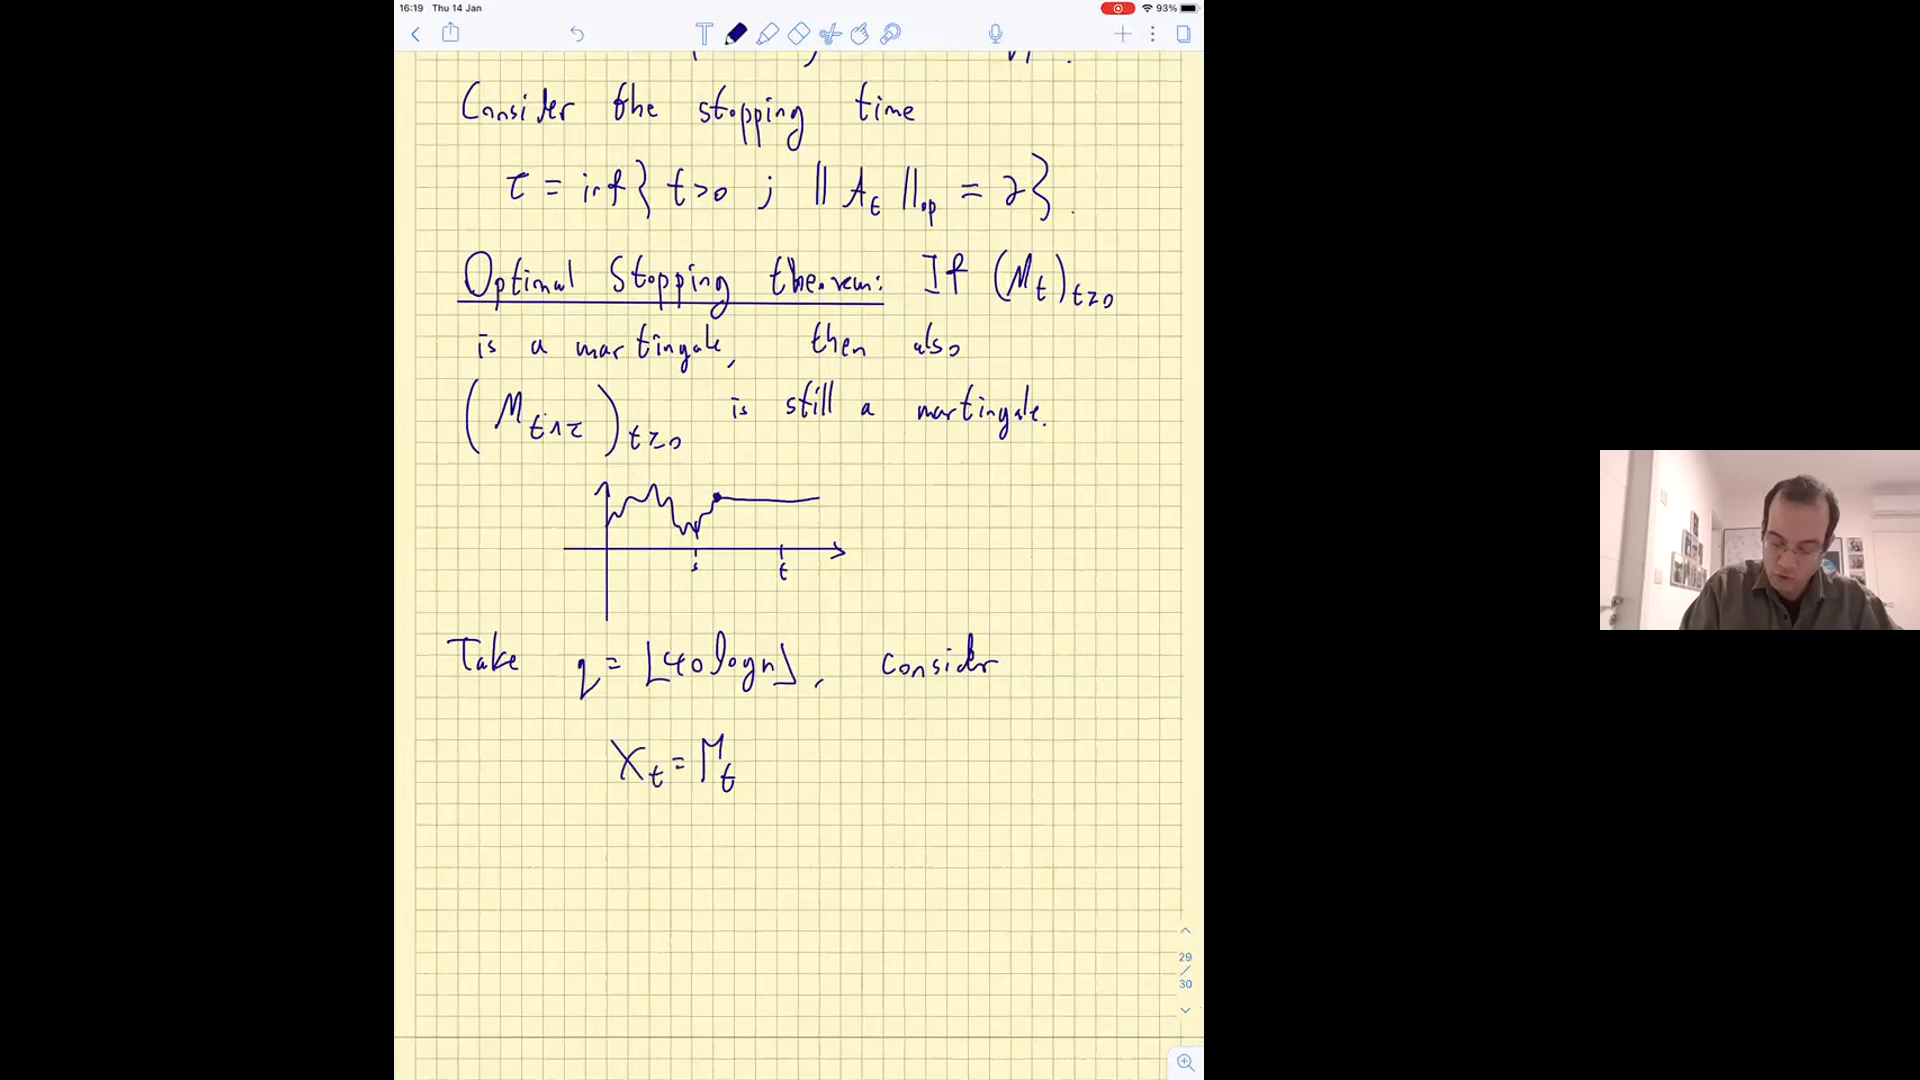 16:19 Thu 14 Jan
93%
Consider the stopping time
τ = inf { t>0 ; || A_t ||_op = 2 } .
Optimal Stopping theorem: If (M_t)_{t≥0}
is a martingale, then also
(M_{t∧τ})_{t≥0} is still a martingale.
s t
Take q = ⌊40 log n⌋, consider
X_t = M_t
29
/
30